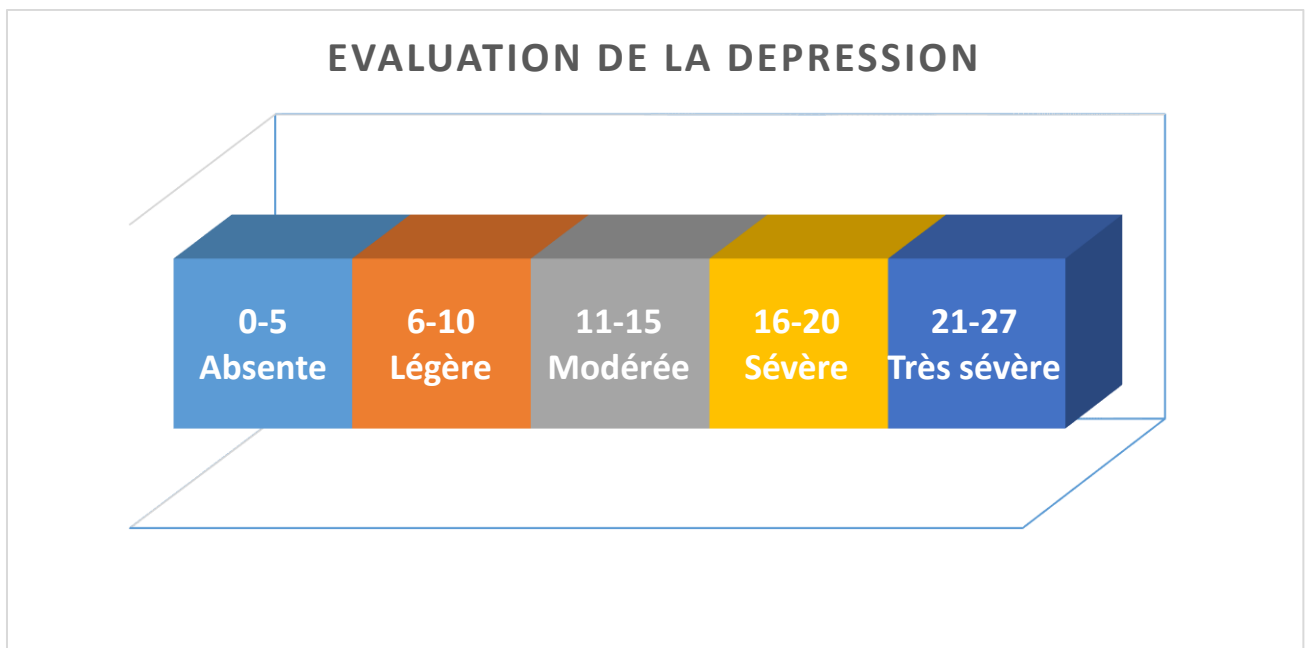 EVALUATION DE LA DEPRESSION
0-5
Absente
6-10
Légère
11-15
Modérée
16-20
Sévère
21-27
Très sévère